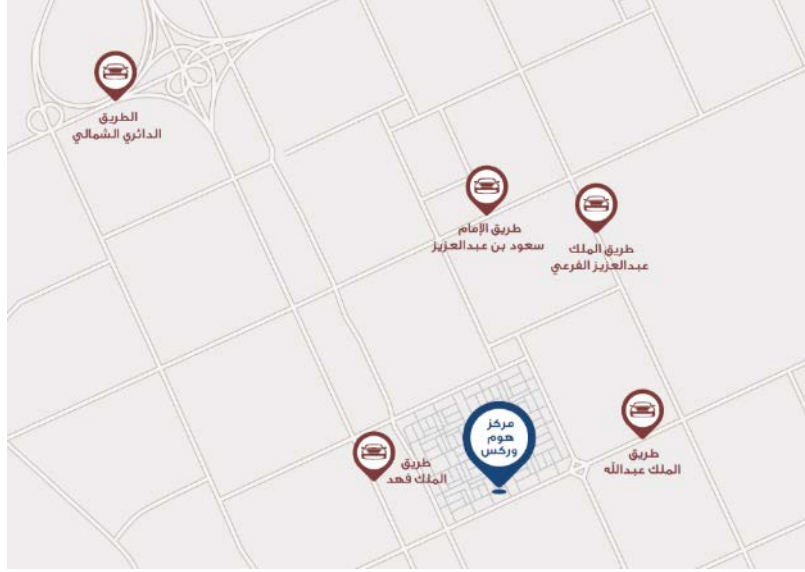 الطريق
الدائري الشمالي
طريق الإمام
سعود بن عبدالعزيز
طريق الملك
عبدالعزيز الفرعي
مركز
هوم
وركس
طريق
الملك عبدالله
طريق
الملك فهد